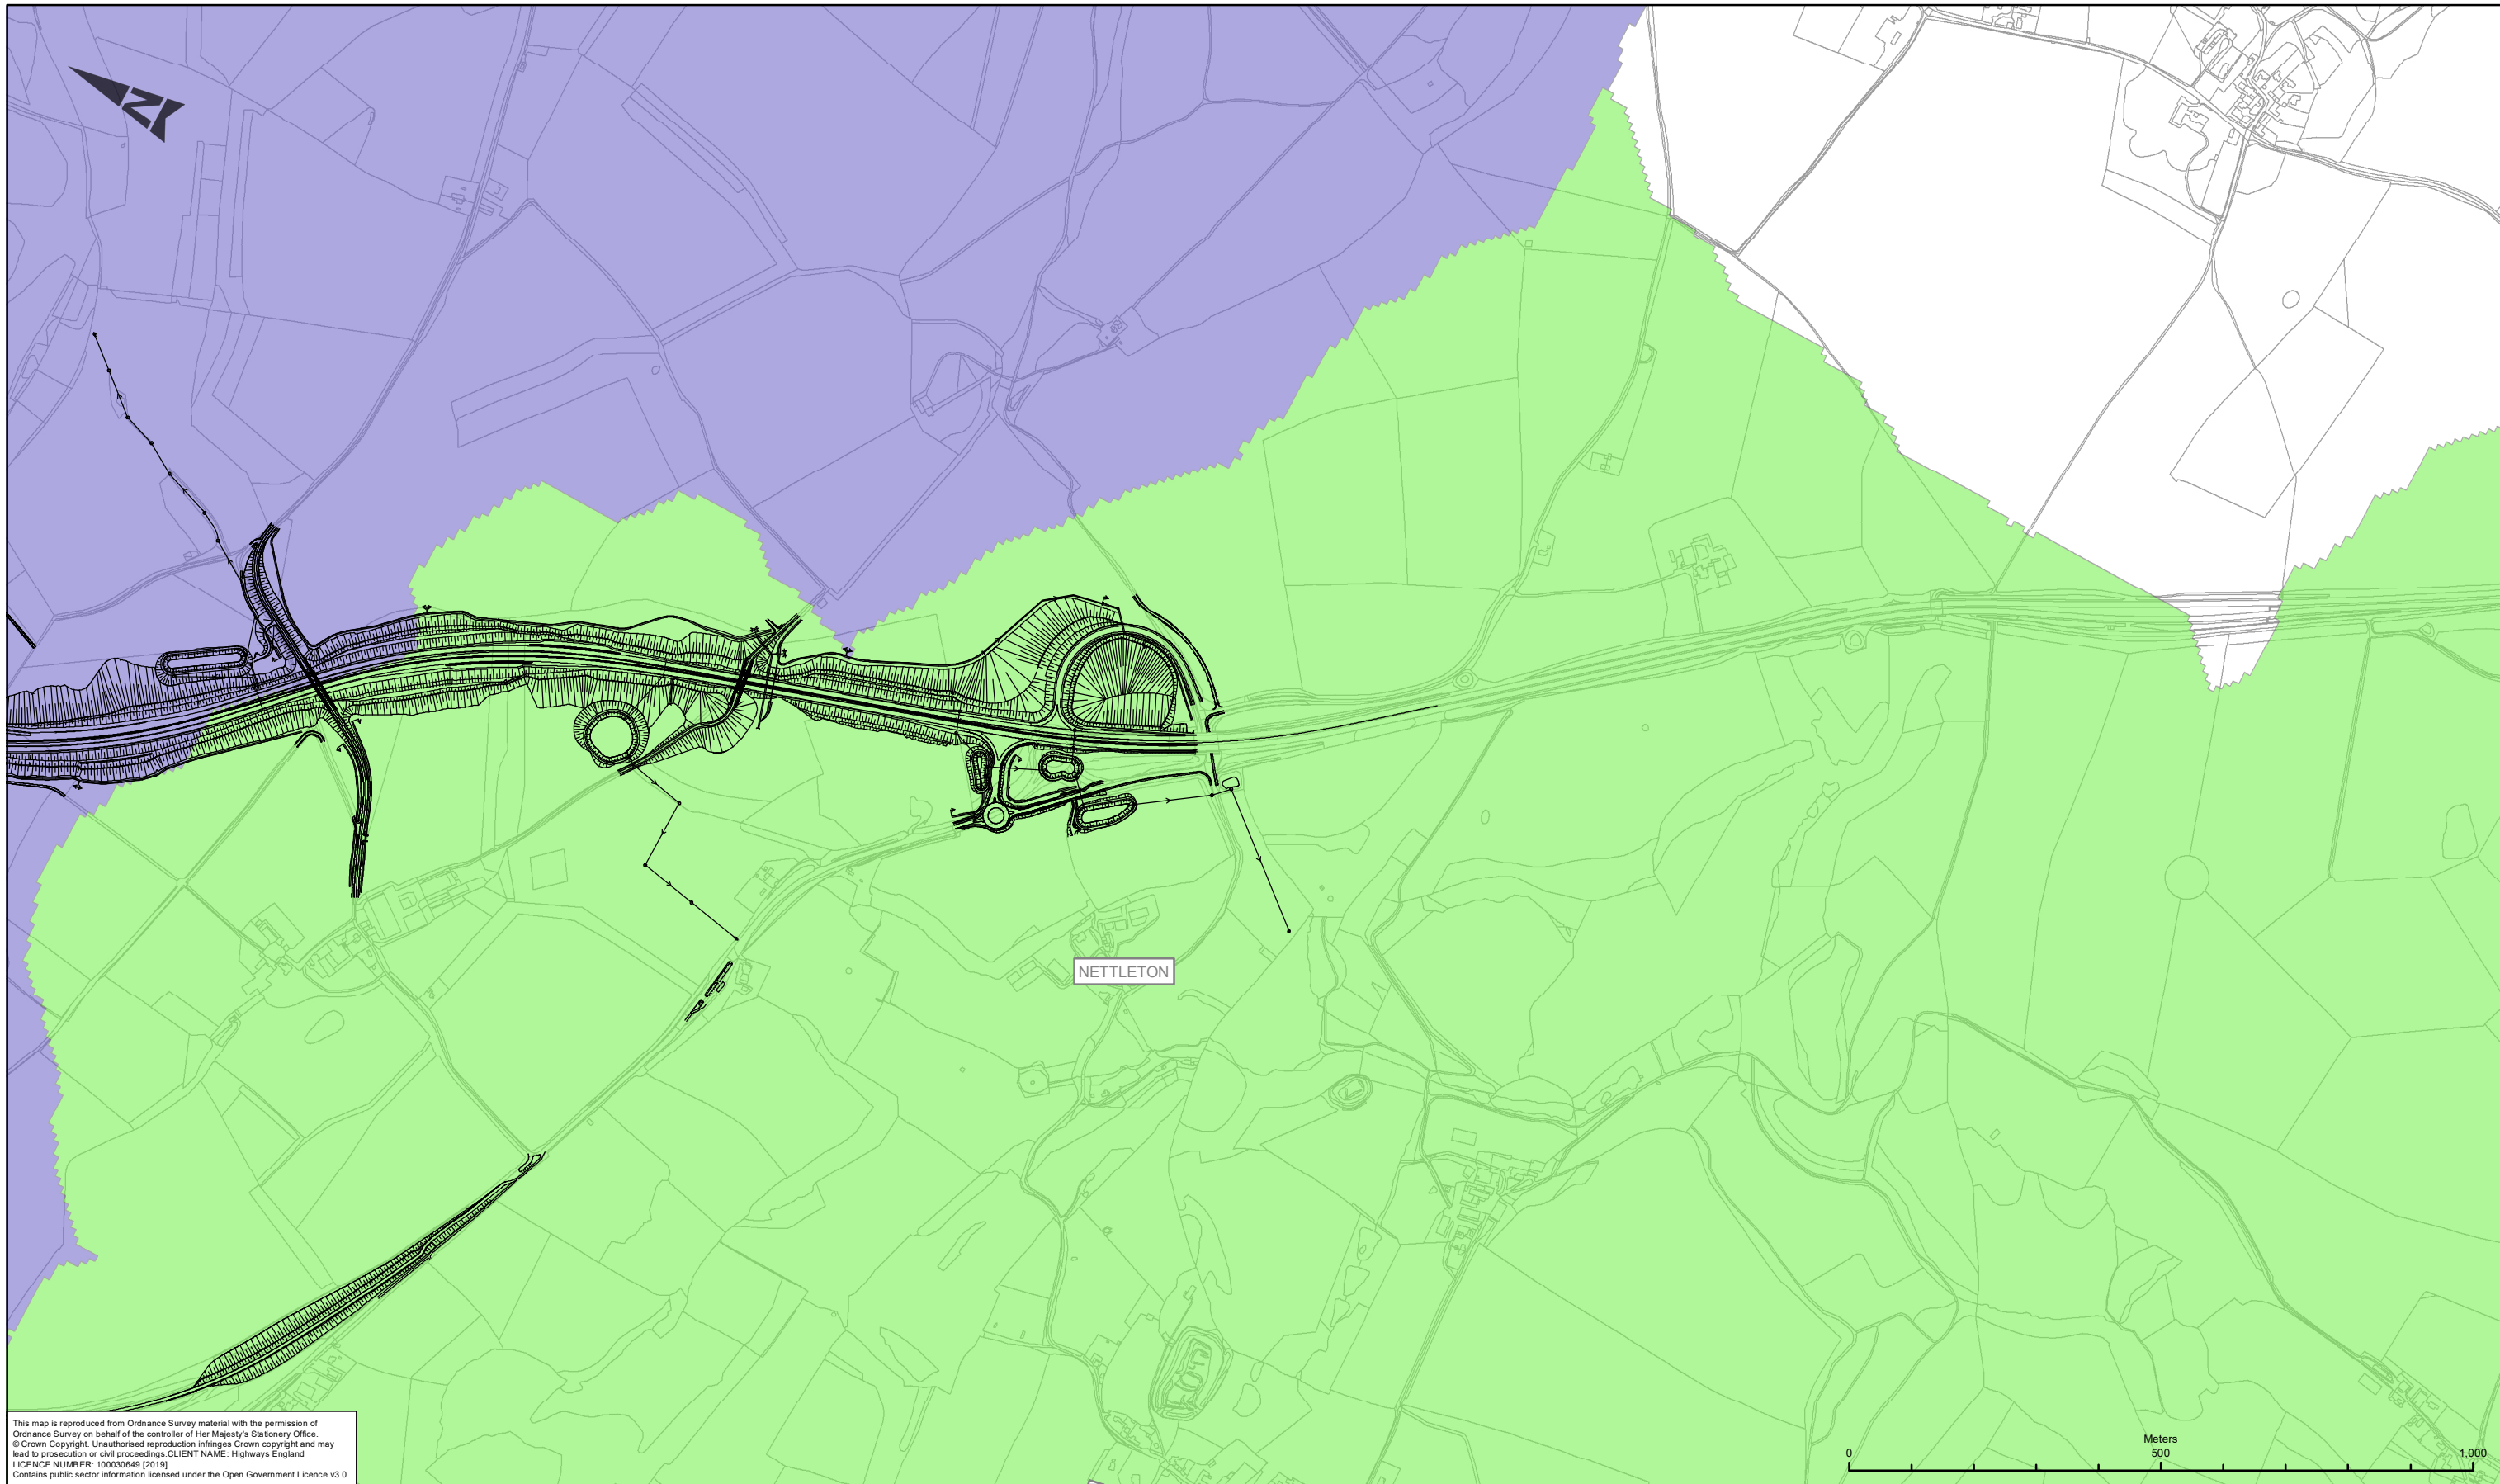 N
NETTLETON
This map is reproduced from Ordnance Survey material with the permission of
Ordnance Survey on behalf of the controller of Her Majesty's Stationery Office.
© Crown Copyright. Unauthorised reproduction infringes Crown copyright and may
lead to prosecution or civil proceedings.CLIENT NAME: Highways England
LICENCE NUMBER: 100030649 [2019]
Contains public sector information licensed under the Open Government Licence v3.0.
Meters
0 500 1,000